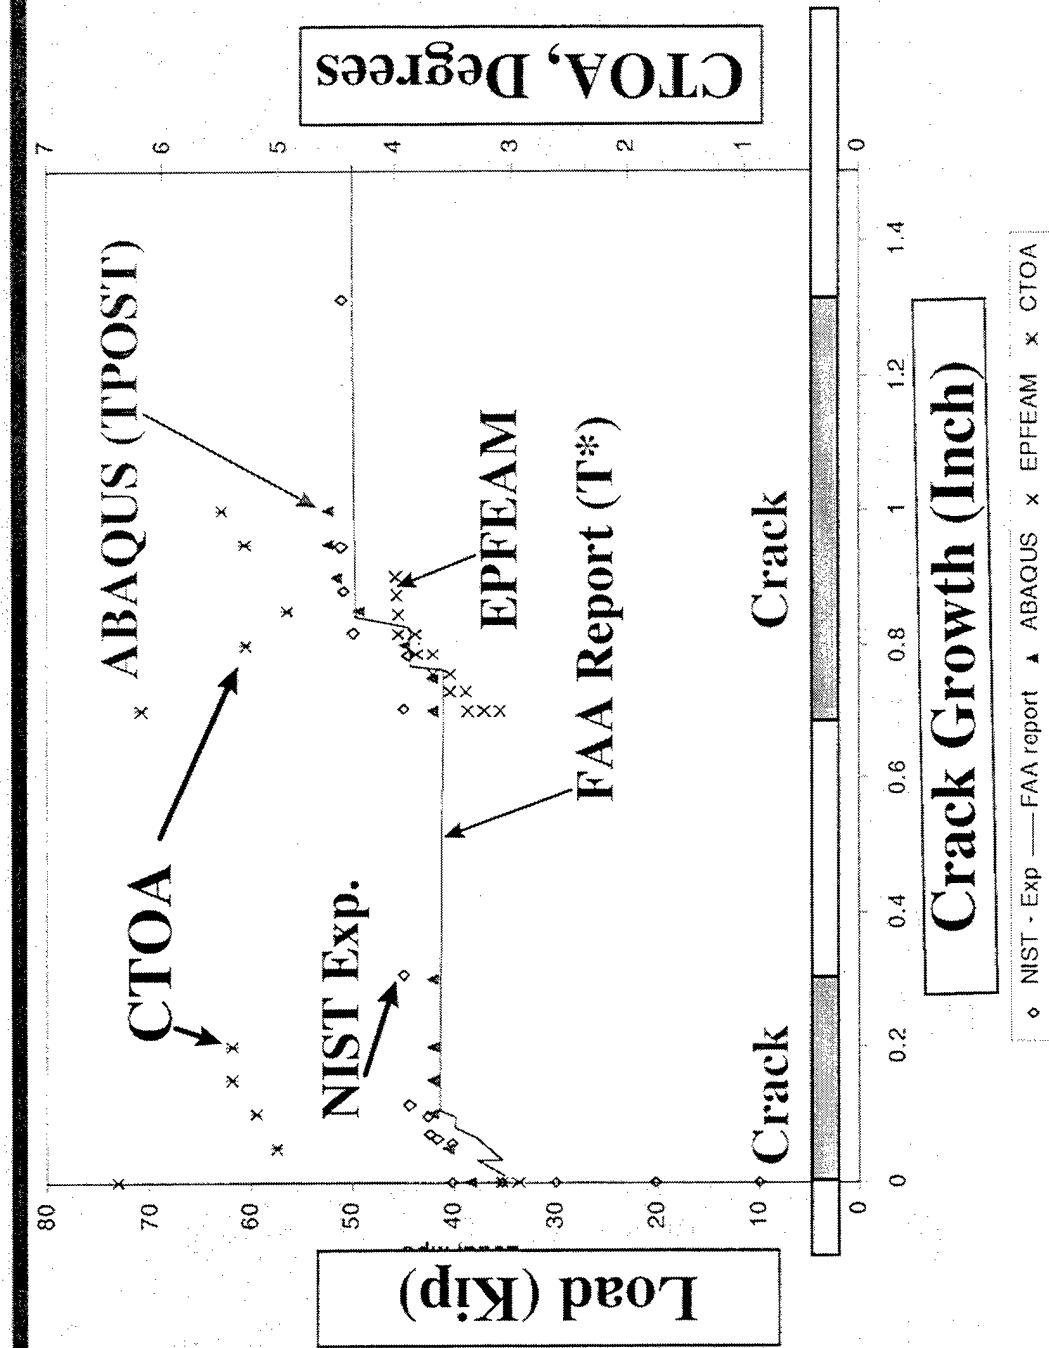 CTOA, Degrees
7
6
5
4
3
2
1
0
ABAQUS (TPOST)
CTOA
NIST Exp.
EPFEAM
FAA Report (T*)
Crack
Crack
80
70
60
50
40
30
20
10
0
Load (Kip)
0
0.2
0.4
0.6
0.8
1
1.2
1.4
Crack Growth (Inch)
NIST - Exp
FAA report
ABAQUS
EPFEAM
CTOA